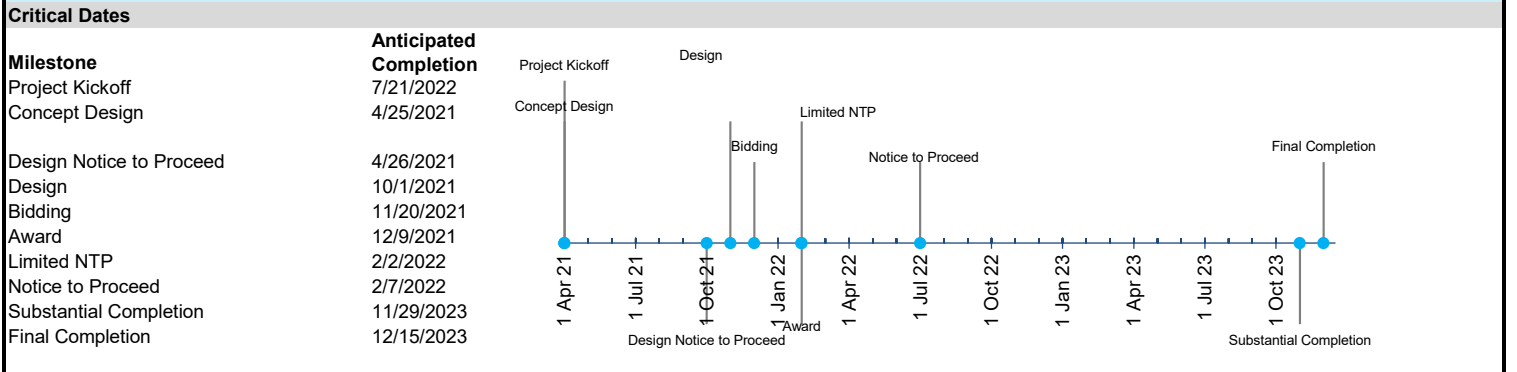 Critical Dates
Milestone Anticipated Completion
Project Kickoff 7/21/2022
Concept Design 4/25/2021
Design Notice to Proceed 4/26/2021
Design 10/1/2021
Bidding 11/20/2021
Award 12/9/2021
Limited NTP 2/2/2022
Notice to Proceed 2/7/2022
Substantial Completion 11/29/2023
Final Completion 12/15/2023
Design
Project Kickoff
Concept Design
Limited NTP
Bidding
Notice to Proceed
Final Completion
1 Apr 21
1 Jul 21
1 Oct 21
1 Jan 22
1 Apr 22
1 Jul 22
1 Oct 22
1 Jan 23
1 Apr 23
1 Jul 23
1 Oct 23
Award
Design Notice to Proceed
Substantial Completion